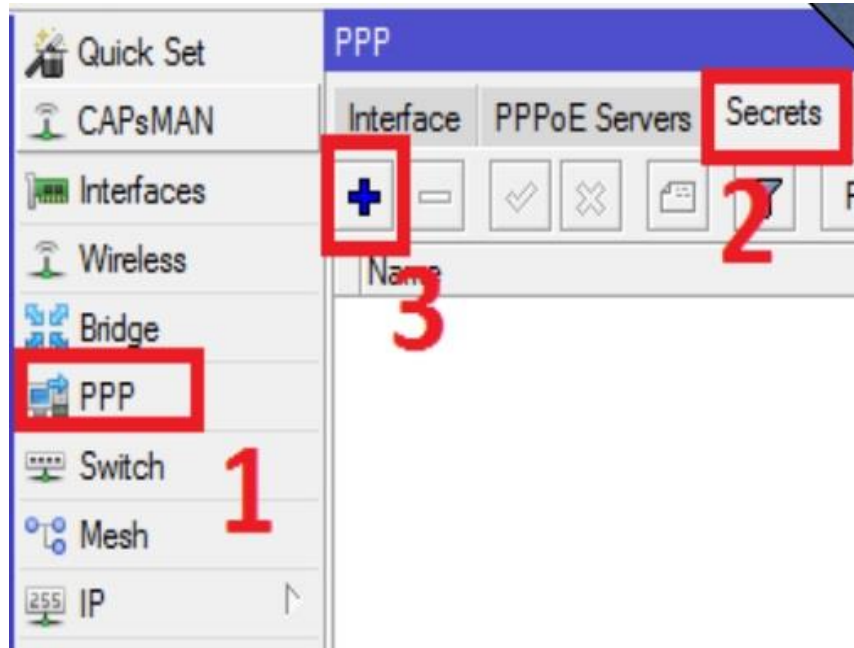 Quick Set
CAPsMAN
Interfaces
Wireless
Bridge
PPP
Switch
Mesh
255 IP
1
PPP
Interface PPPoE Servers Secrets
2
Name
3